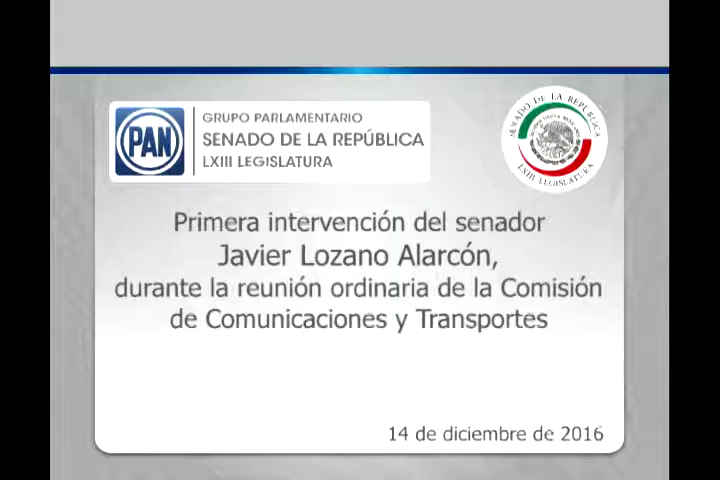 PAN
GRUPO PARLAMENTARIO
SENADO DE LA REPÚBLICA
LXIII LEGISLATURA
SENADO DE LA REPÚBLICA
LXIII LEGISLATURA
Primera intervención del senador
Javier Lozano Alarcón,
durante la reunión ordinaria de la Comisión
de Comunicaciones y Transportes
14 de diciembre de 2016